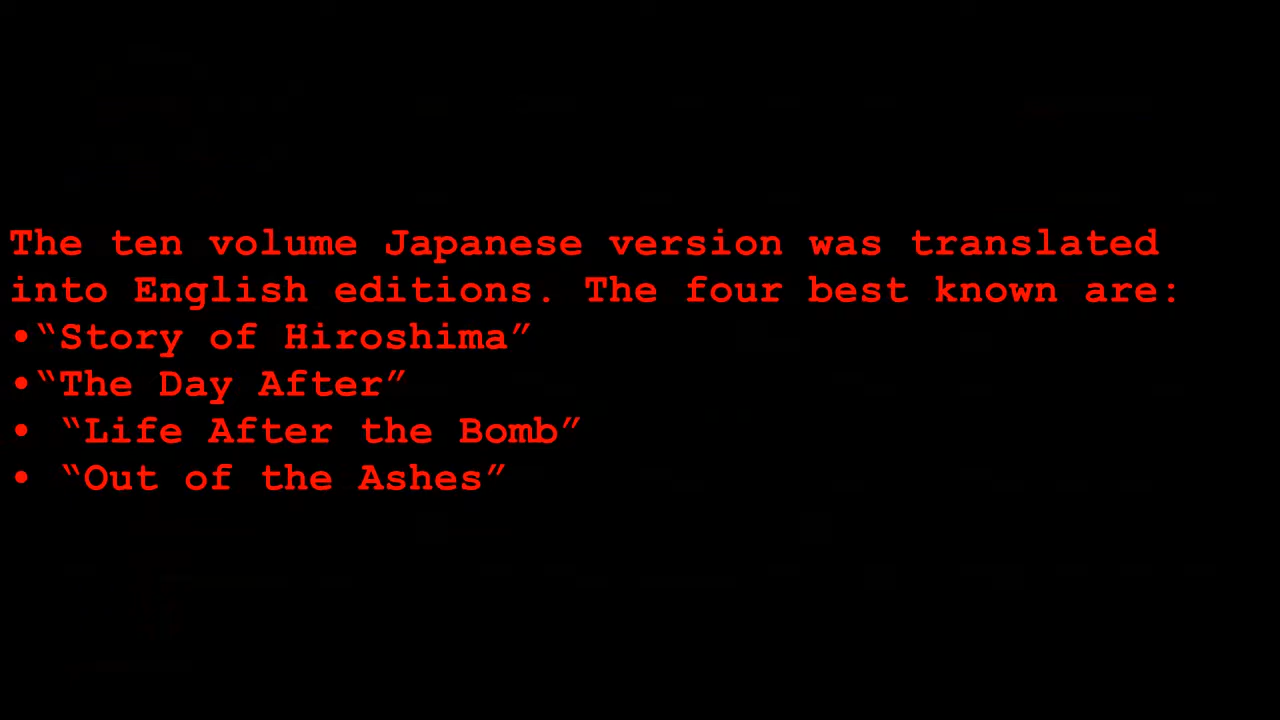 The ten volume Japanese version was translated
into English editions. The four best known are:
•“Story of Hiroshima”
•“The Day After”
• “Life After the Bomb”
• “Out of the Ashes”